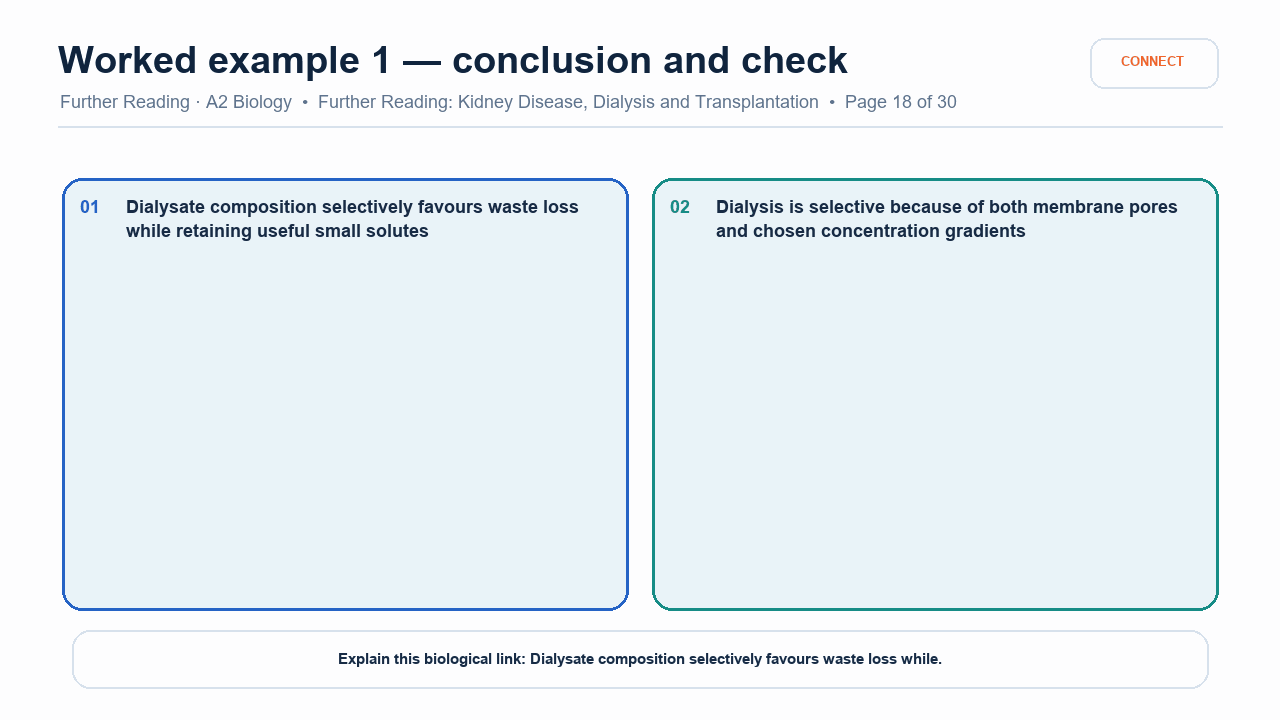 Worked example 1 — conclusion and check
CONNECT
Further Reading · A2 Biology • Further Reading: Kidney Disease, Dialysis and Transplantation • Page 18 of 30
01 Dialysate composition selectively favours waste loss
while retaining useful small solutes
02 Dialysis is selective because of both membrane pores
and chosen concentration gradients
Explain this biological link: Dialysate composition selectively favours waste loss while.